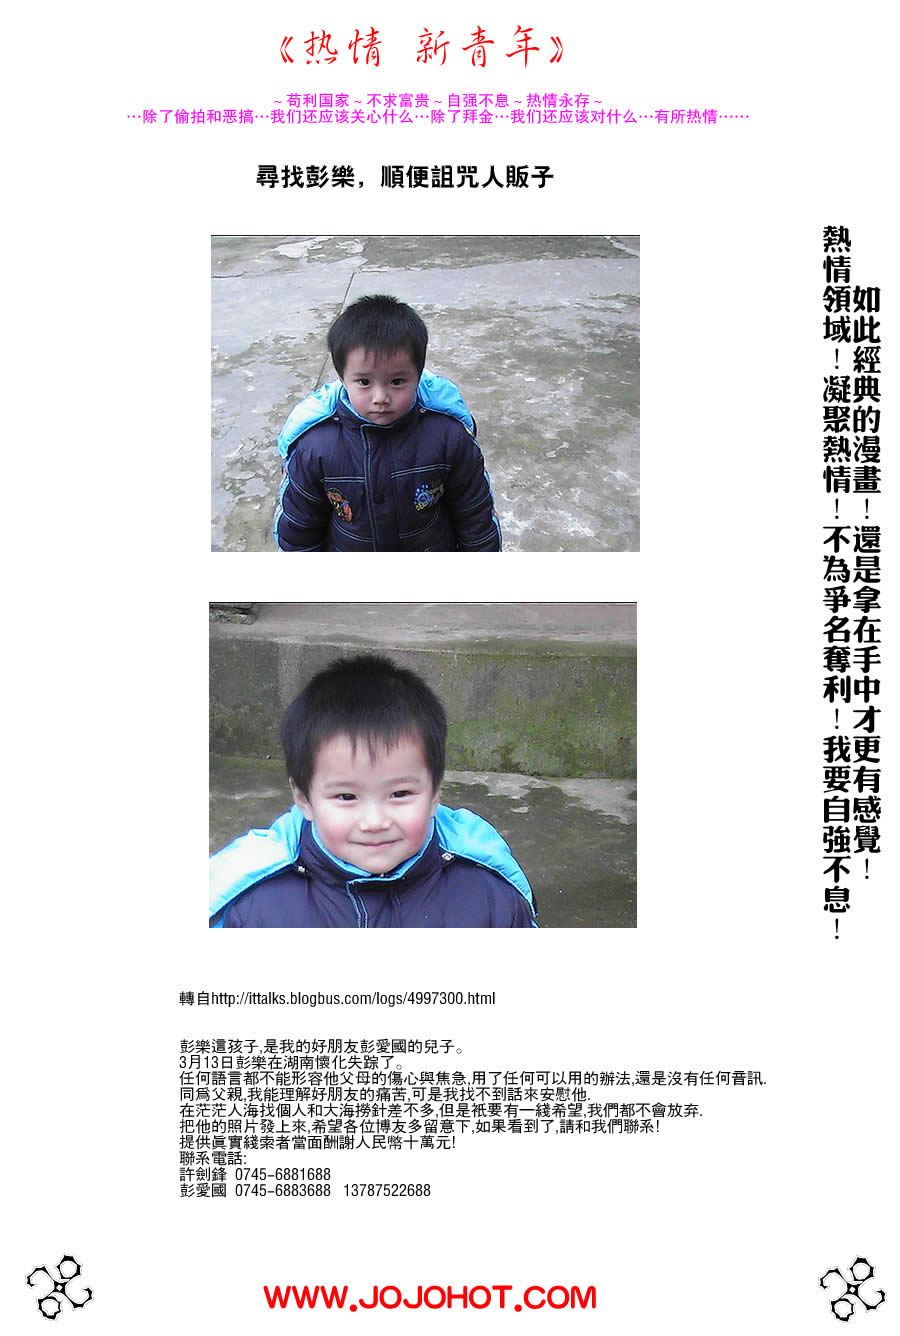 《热情 新青年》
~苟利国家~不求富贵~自强不息~热情永存~
…除了偷拍和恶搞…我们还应该关心什么…除了拜金…我们还应该对什么…有所热情……
尋找彭樂，順便詛咒人販子
如此經典的漫畫！還是拿在手中才更有感覺！
熱情領域！凝聚熱情！不為爭名奪利！我要自強不息！
轉自http://ittalks.blogbus.com/logs/4997300.html
彭樂這孩子,是我的好朋友彭愛國的兒子。
3月13日彭樂在湖南懷化失踪了。
任何語言都不能形容他父母的傷心與焦急,用了任何可以用的辦法,還是沒有任何音訊.
同爲父親,我能理解好朋友的痛苦,可是我找不到話來安慰他.
在茫茫人海找個人和大海撈針差不多,但是衹要有一綫希望,我們都不會放弃.
把他的照片發上來,希望各位博友多留意下,如果看到了,請和我們聯系!
提供眞實綫索者當面酬謝人民幣十萬元!
聯系電話:
許劍鋒 0745-6881688
彭愛國 0745-6883688 13787522688
WWW.JOJOHOT.COM